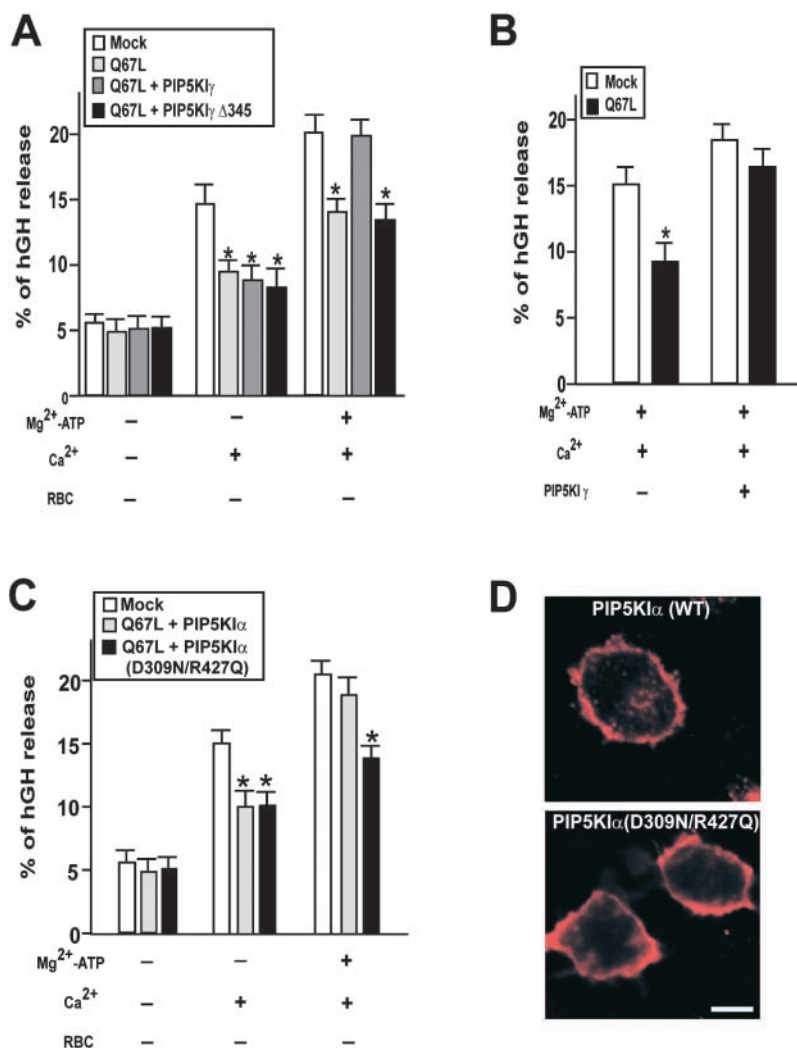 A
Mock
Q67L
Q67L + PIP5KIγ
Q67L + PIP5KIγ Δ345
% of hGH release
20
15
10
5
0
* * * * *
Mg²⁺-ATP – – +
Ca²⁺ – + +
RBC – – –
B
Mock
Q67L
% of hGH release
20
15
10
5
0
*
Mg²⁺-ATP + +
Ca²⁺ + +
PIP5KI γ – +
C
Mock
Q67L + PIP5KIα
Q67L + PIP5KIα
(D309N/R427Q)
% of hGH release
20
15
10
5
0
* * *
Mg²⁺-ATP – – +
Ca²⁺ – + +
RBC – – –
D
PIP5KIα (WT)
PIP5KIα(D309N/R427Q)